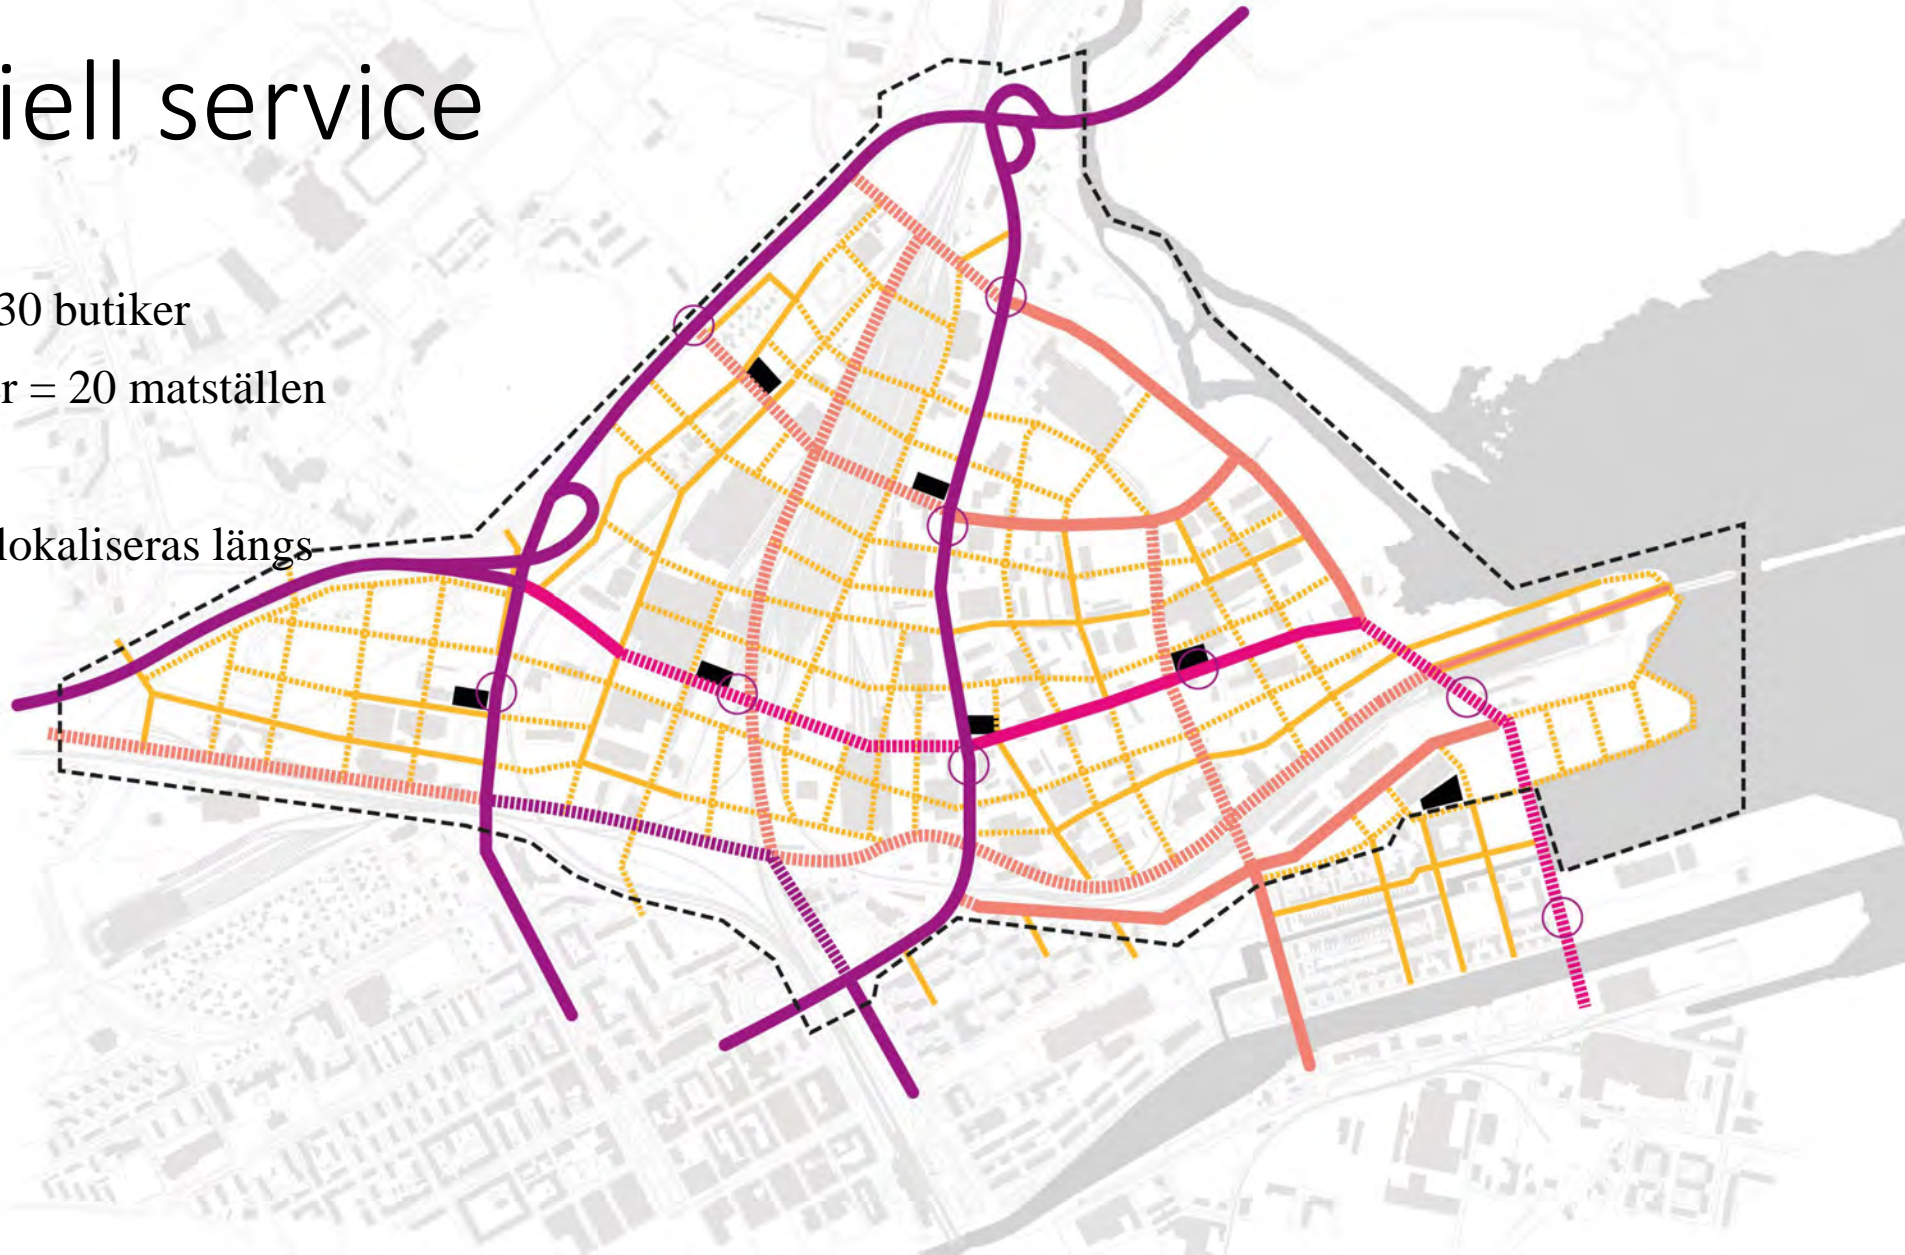 iell service
30 butiker
r = 20 matställen
lokaliseras längs